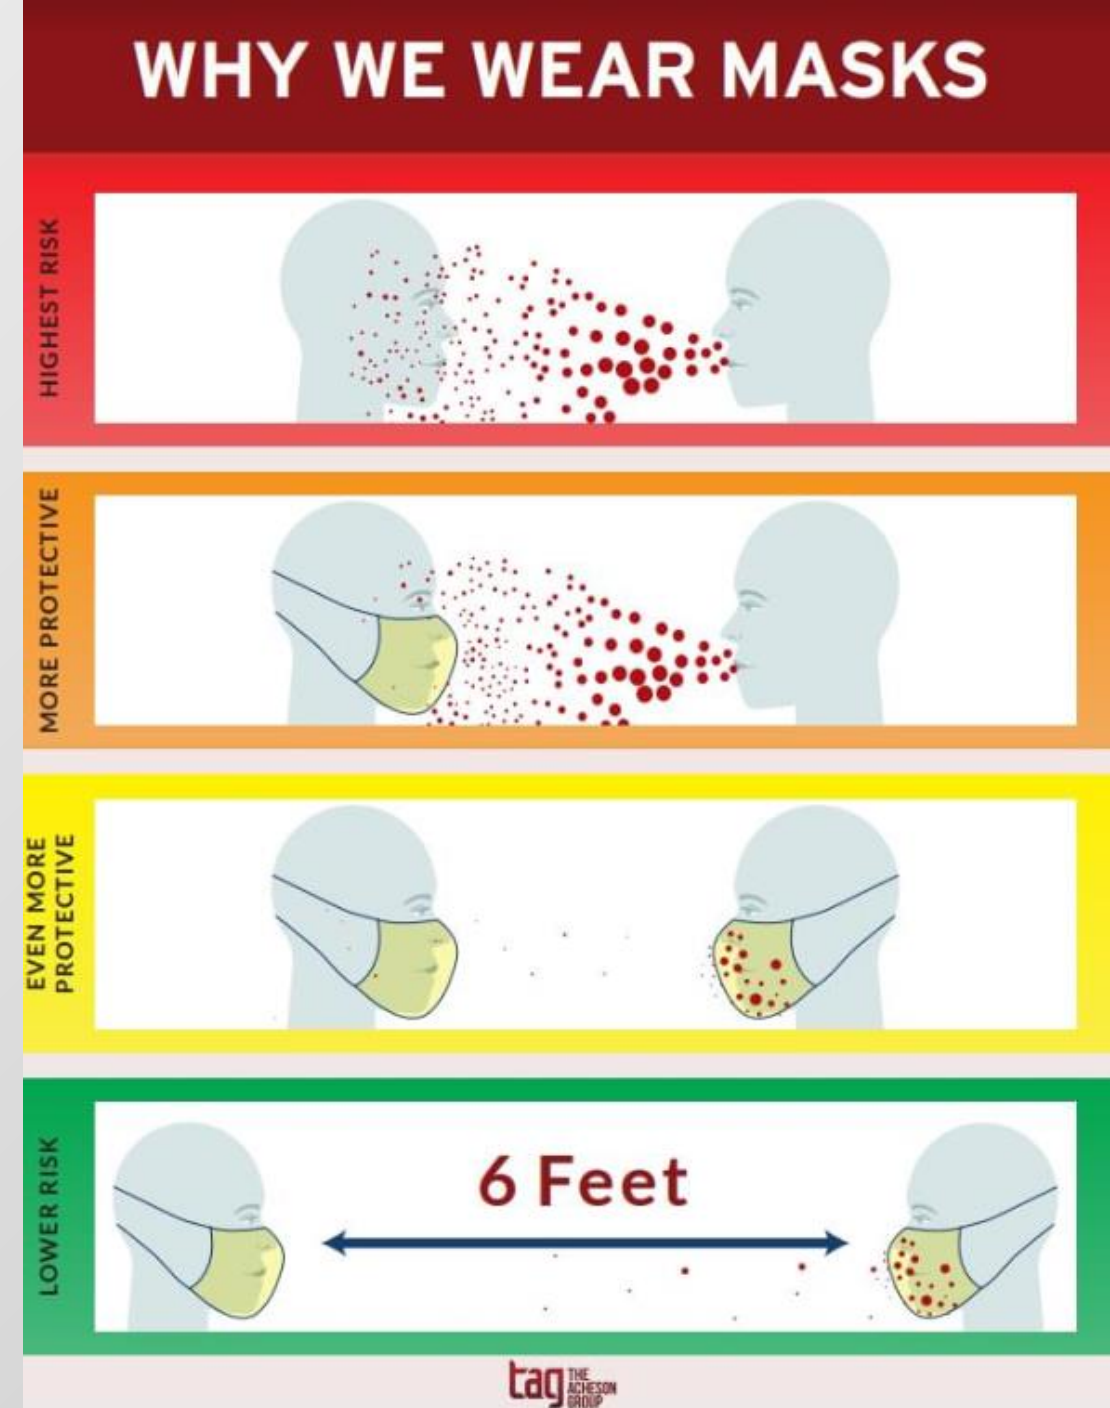 WHY WE WEAR MASKS
HIGHEST RISK
MORE PROTECTIVE
EVEN MORE
PROTECTIVE
LOWER RISK
6 Feet
tag THE
ACHESON
GROUP